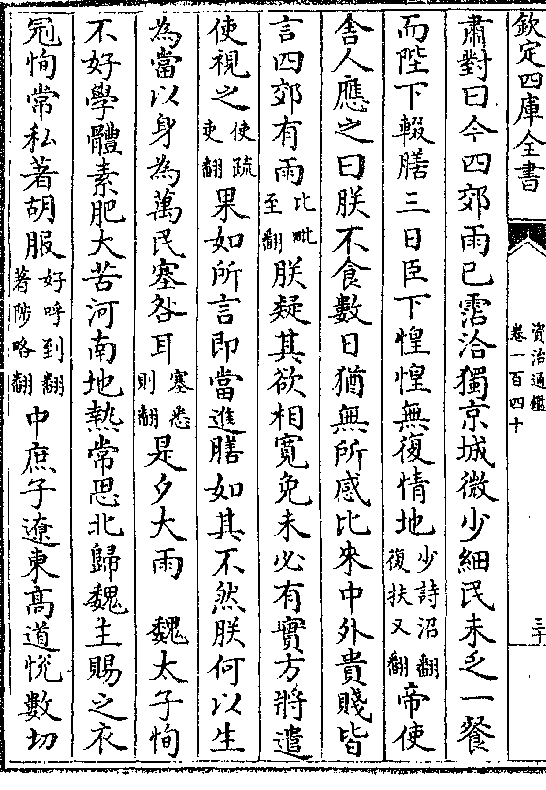 欽定四庫全書
資治通鑑
卷一百四十
三十
肅對曰今四郊雨已霑洽獨京城微少細民未乏一餐
而陛下輟膳三日臣下惶惶無復情地少詩沼翻復扶又翻帝使
舍人應之曰朕不食數日猶無所感比來中外貴賤皆
言四郊有雨比毗至翻朕疑其欲相寛免未必有實方將遣
使視之使疏吏翻果如所言即當進膳如其不然朕何以生
為當以身為萬民塞咎耳塞悉則翻是夕大雨　魏太子恂
不好學體素肥大苦河南地熱常思北歸魏主賜之衣
冠恂常私著胡服好呼到翻著陟略翻中庶子遼東髙道悦數切